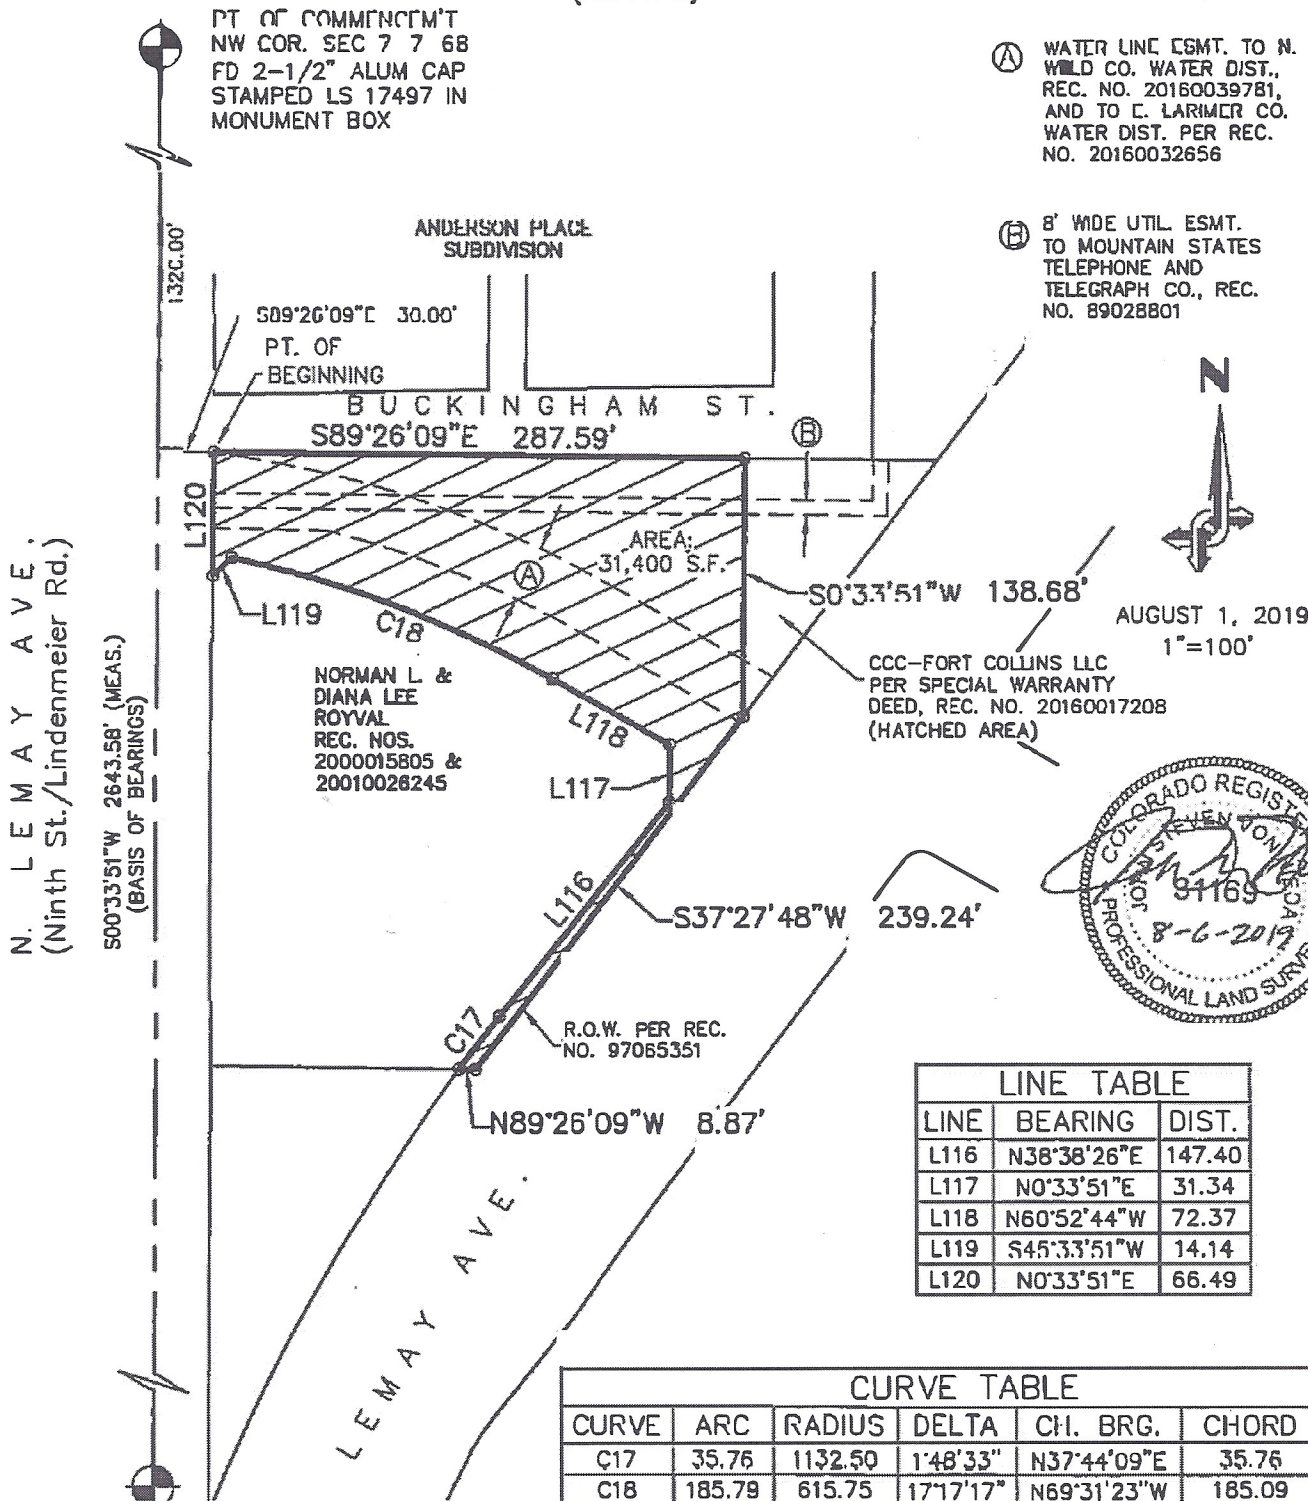 PT. OF COMMENCEM'T
NW COR. SEC 7 7 68
FD 2-1/2" ALUM CAP
STAMPED LS 17497 IN
MONUMENT BOX
Ⓐ WATER LINE ESMT. TO N.
WELD CO. WATER DIST.,
REC. NO. 20160039781,
AND TO E. LARIMER CO.
WATER DIST. PER REC.
NO. 20160032656
Ⓑ 8' WIDE UTIL. ESMT.
TO MOUNTAIN STATES
TELEPHONE AND
TELEGRAPH CO., REC.
NO. 89028801
ANDERSON PLACE
SUBDIVISION
1320.00'
S89°26'09"E 30.00'
PT. OF
BEGINNING
BUCKINGHAM ST.
S89°26'09"E 287.59'
Ⓑ
N
L120
AREA:
31,400 S.F.
Ⓐ
S0°33'51"W 138.68'
L119
C18
AUGUST 1, 2019
1"=100'
N. LEMAY AVE.
(Ninth St./Lindenmeier Rd.)
S00°33'51"W 2643.58' (MEAS.)
(BASIS OF BEARINGS)
NORMAN L. &
DIANA LEE
ROYVAL
REC. NOS.
2000015805 &
20010026245
CCC-FORT COLLINS LLC
PER SPECIAL WARRANTY
DEED, REC. NO. 20160017208
(HATCHED AREA)
L118
L117
L116
S37°27'48"W 239.24'
COLORADO REGISTE
STEVEN JON
31169
8-6-2019
PROFESSIONAL LAND SURVE
C17
R.O.W. PER REC.
NO. 97065351
N89°26'09"W 8.87'
LEMAY AVE.
LINE TABLE
LINE BEARING DIST.
L116 N38°38'26"E 147.40
L117 N0°33'51"E 31.34
L118 N60°52'44"W 72.37
L119 S45°33'51"W 14.14
L120 N0°33'51"E 66.49
CURVE TABLE
CURVE ARC RADIUS DELTA CH. BRG. CHORD
C17 35.76 1132.50 1°48'33" N37°44'09"E 35.76
C18 185.79 615.75 17°17'17" N69°31'23"W 185.09